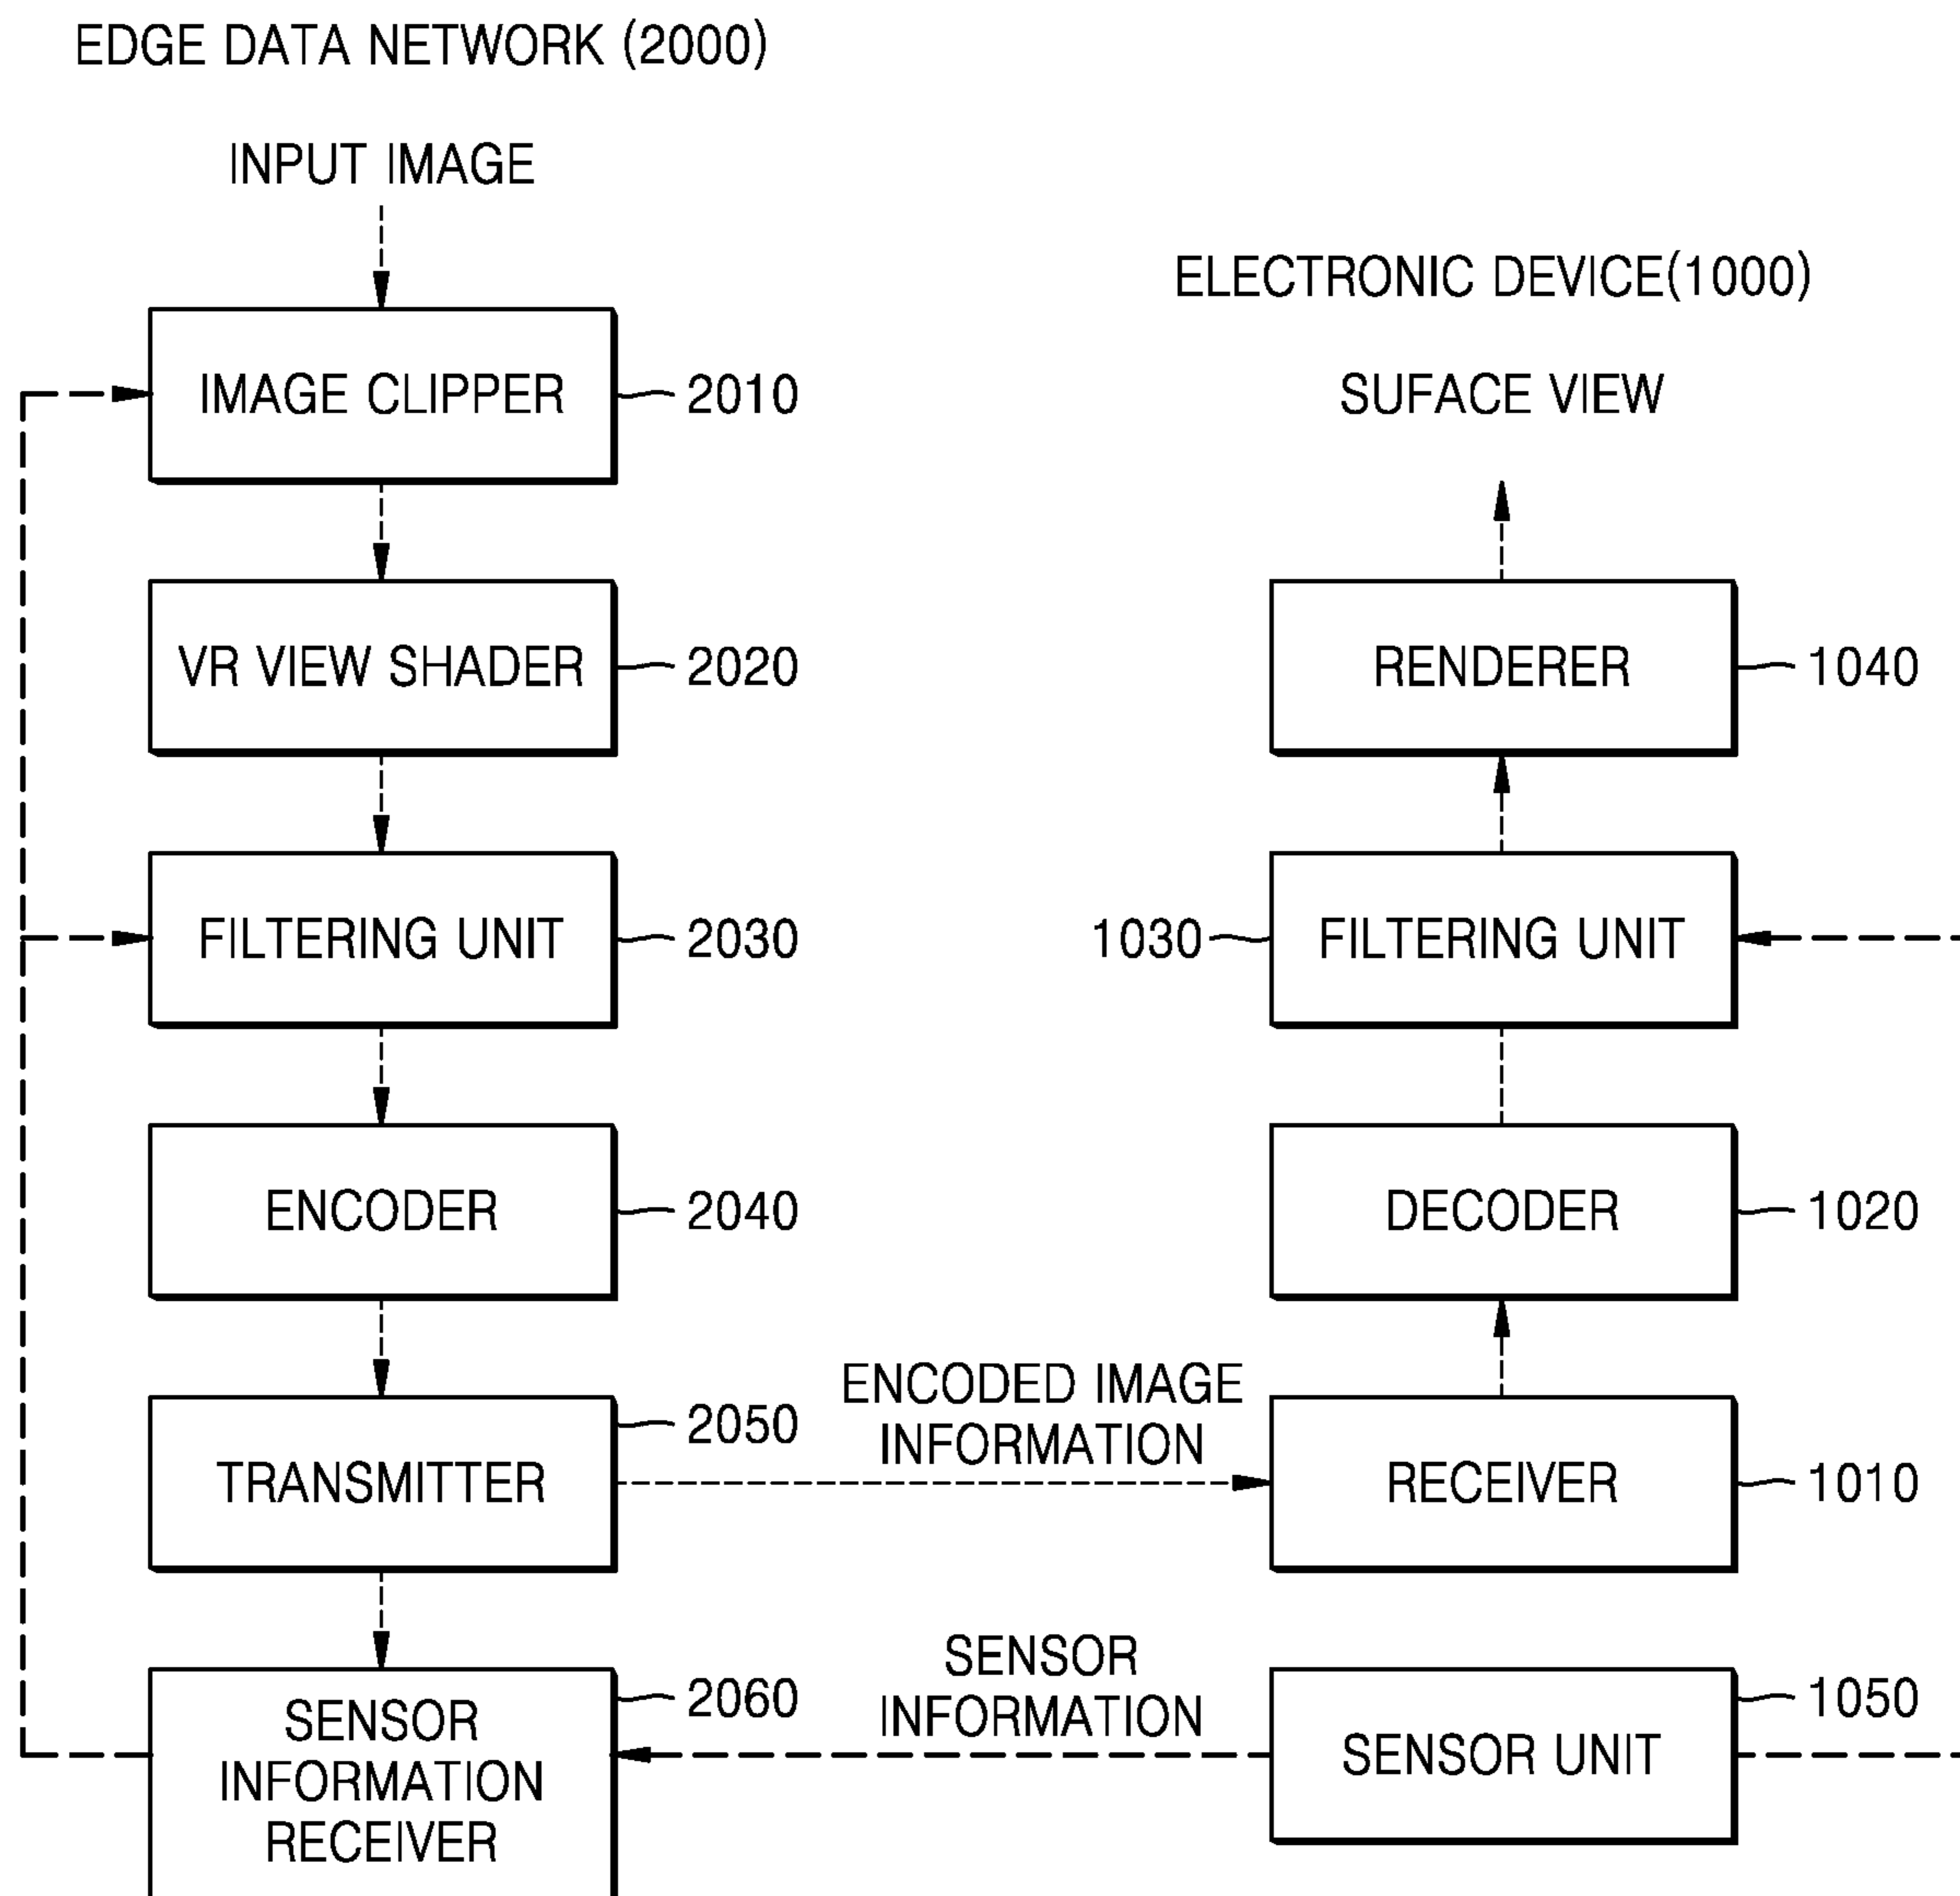 EDGE DATA NETWORK (2000)
INPUT IMAGE
IMAGE CLIPPER
2010
VR VIEW SHADER
2020
FILTERING UNIT
2030
ENCODER
2040
TRANSMITTER
2050
SENSOR
INFORMATION
RECEIVER
2060
ENCODED IMAGE
INFORMATION
SENSOR
INFORMATION
ELECTRONIC DEVICE(1000)
SUFACE VIEW
RENDERER
1040
1030
FILTERING UNIT
DECODER
1020
RECEIVER
1010
SENSOR UNIT
1050